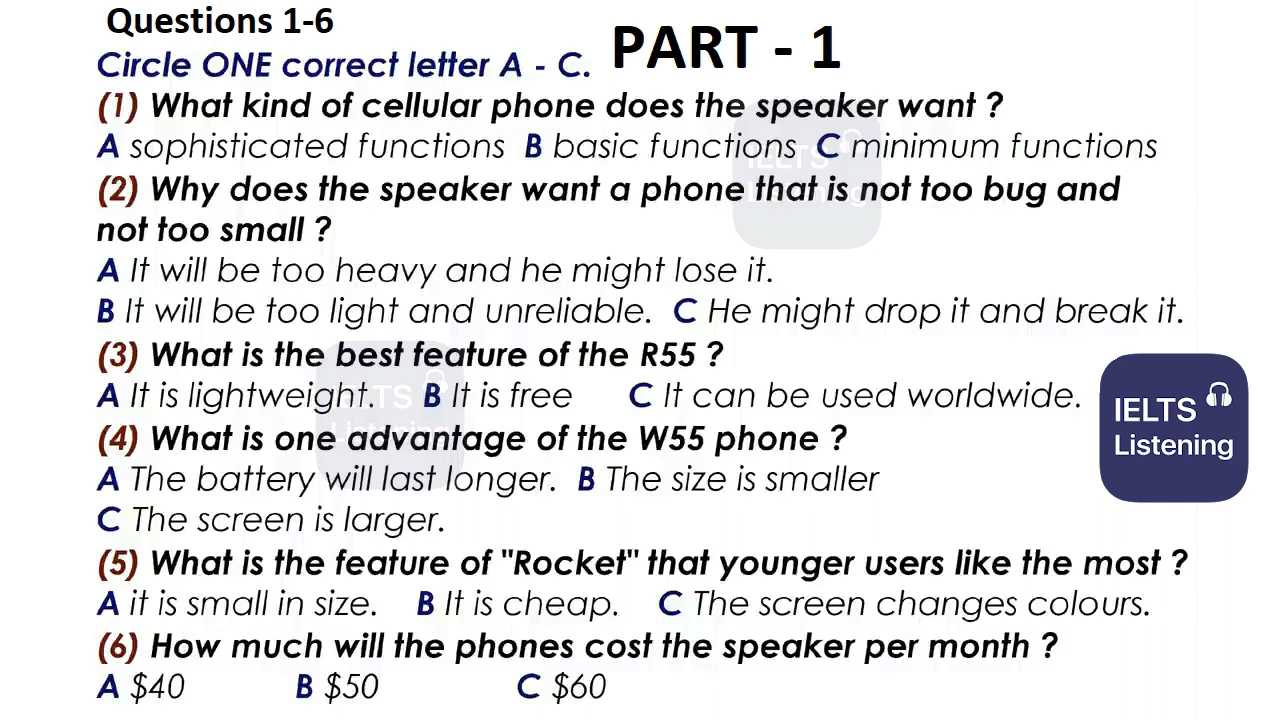 Questions 1-6
PART - 1
Circle ONE correct letter A - C.
(1) What kind of cellular phone does the speaker want ?
A sophisticated functions B basic functions C minimum functions
(2) Why does the speaker want a phone that is not too bug and
not too small ?
A It will be too heavy and he might lose it.
B It will be too light and unreliable. C He might drop it and break it.
(3) What is the best feature of the R55 ?
A It is lightweight. B It is free C It can be used worldwide.
(4) What is one advantage of the W55 phone ?
A The battery will last longer. B The size is smaller
C The screen is larger.
(5) What is the feature of "Rocket" that younger users like the most ?
A it is small in size. B It is cheap. C The screen changes colours.
(6) How much will the phones cost the speaker per month ?
A $40 B $50 C $60
IELTS
Listening
IELTS
Listening
IELTS
Listening